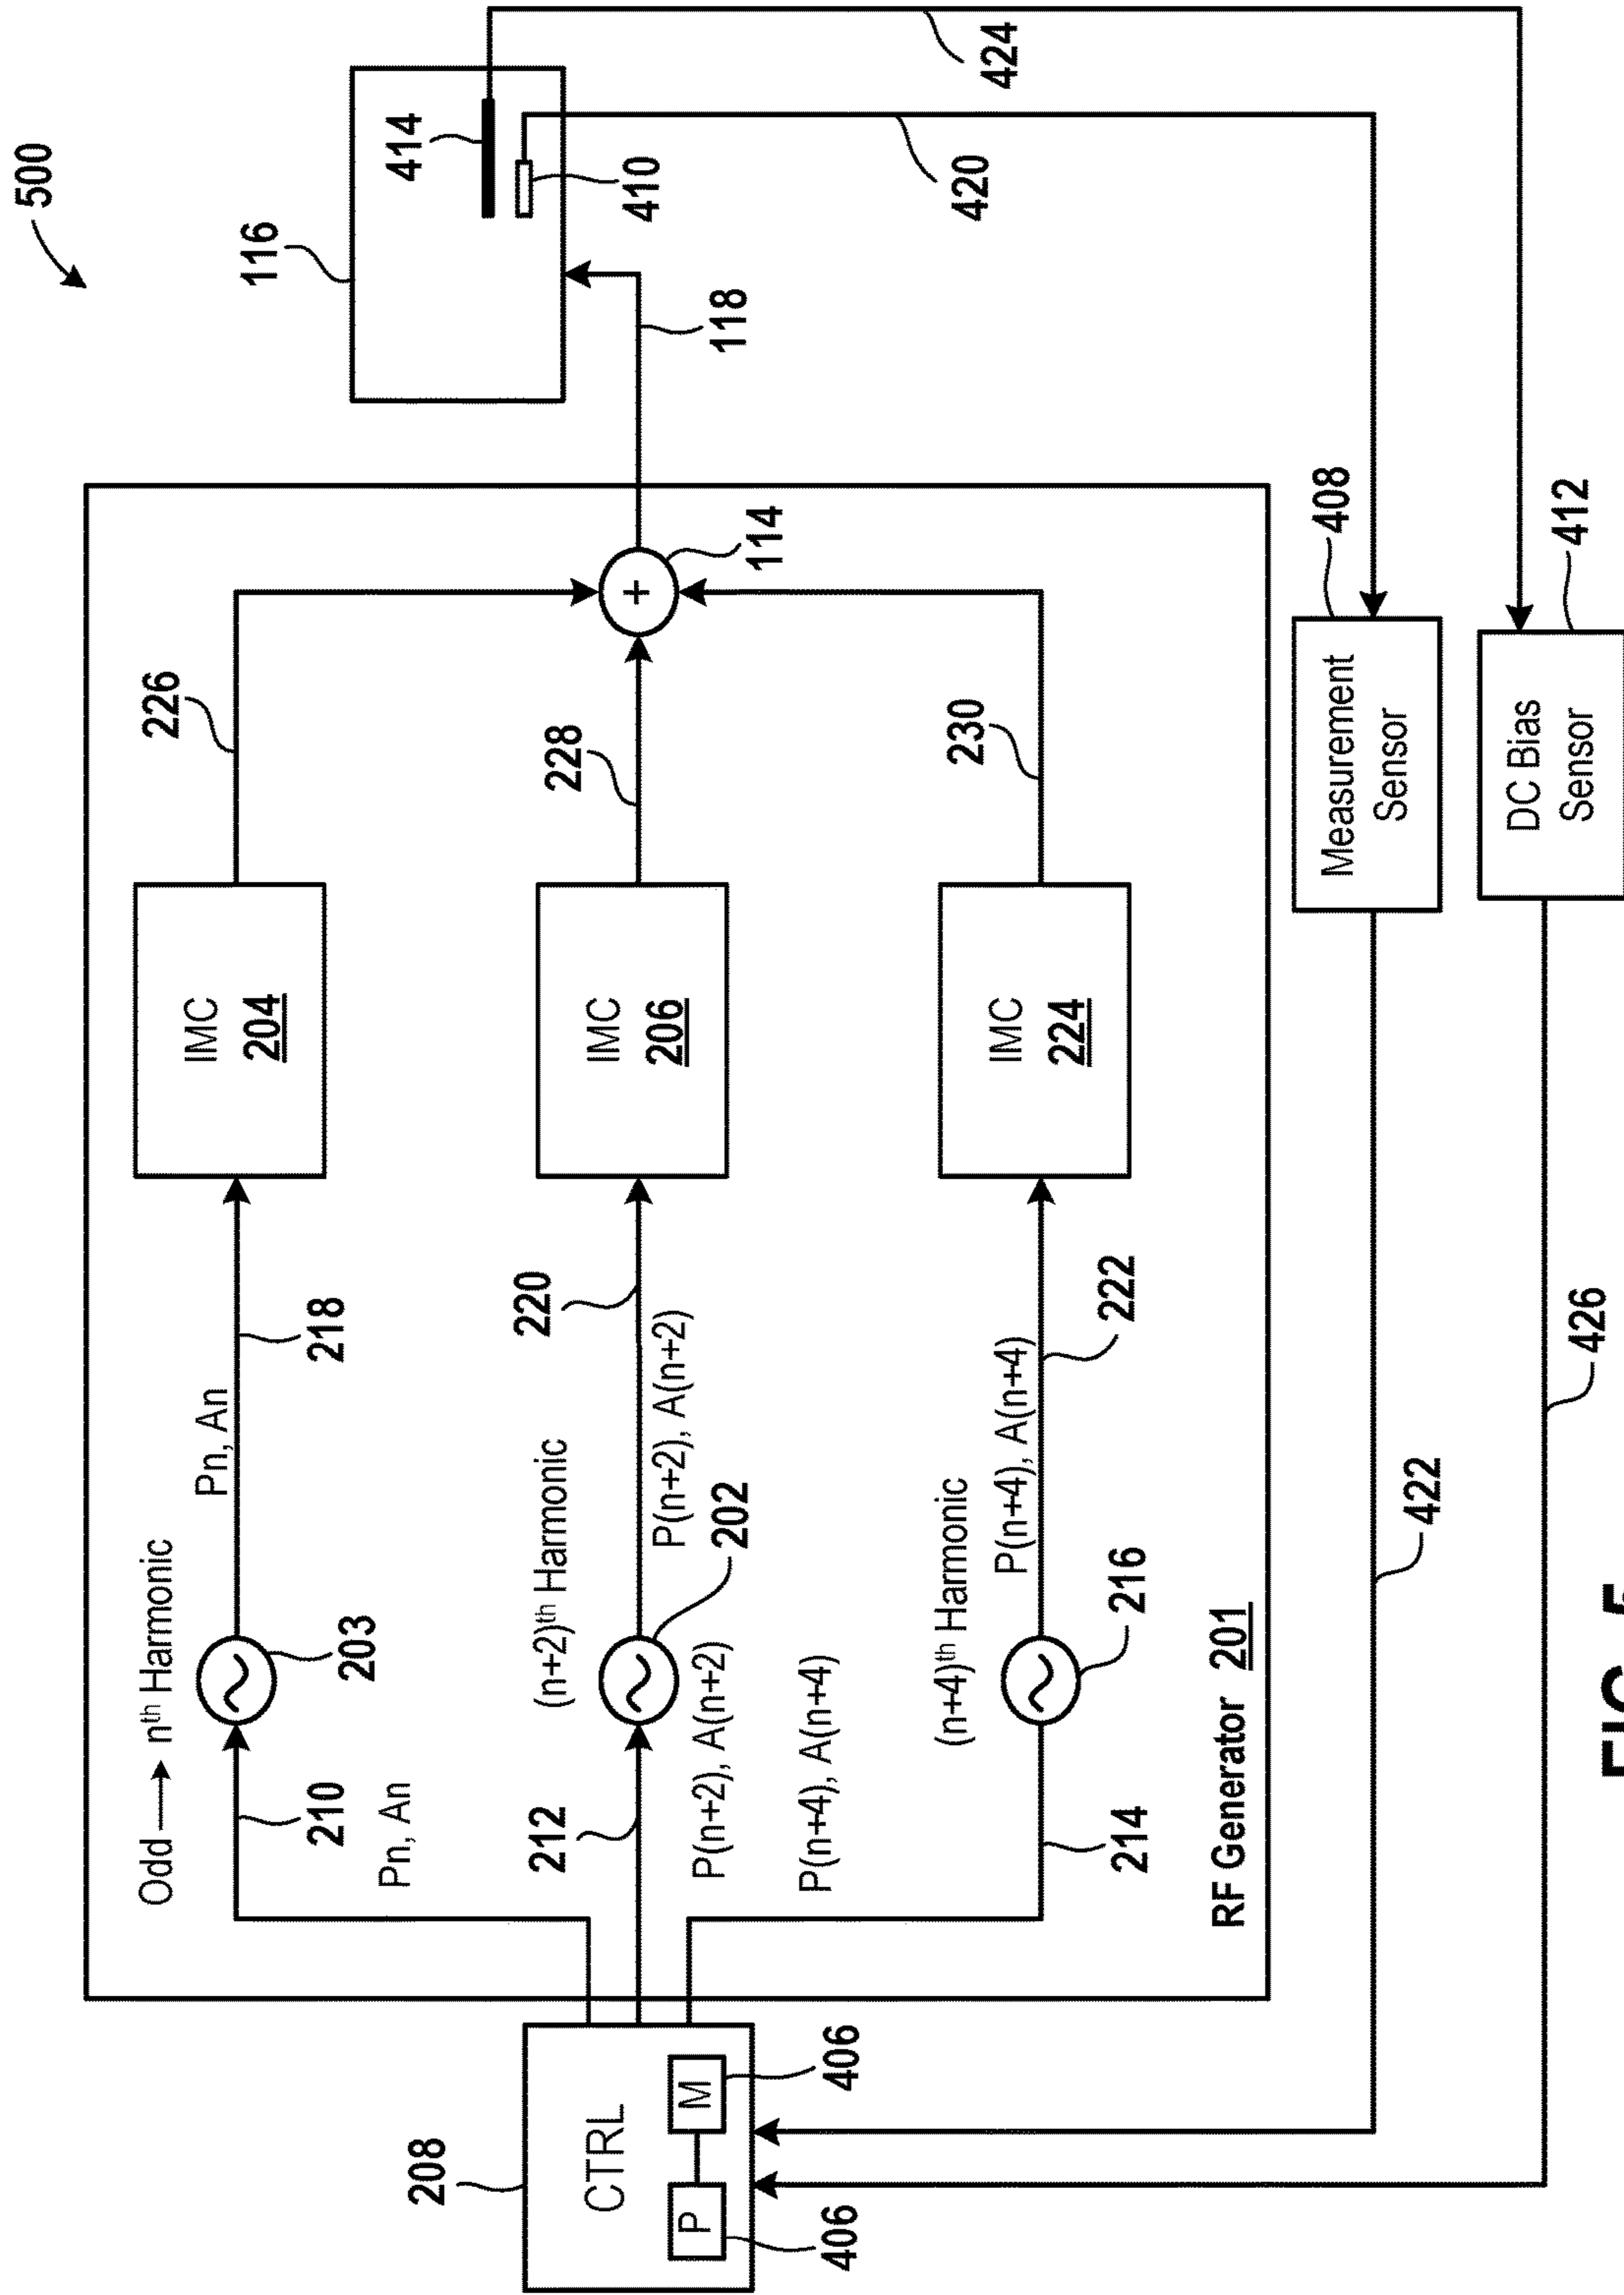 500
116
414
410
118
420
424
226
228
230
114
IMC
204
IMC
206
IMC
224
Measurement
Sensor
408
DC Bias
Sensor
412
Odd → nth Harmonic
203
Pn, An
218
210
Pn, An
(n+2)th Harmonic
202
P(n+2), A(n+2)
220
212
P(n+2), A(n+2)
P(n+4), A(n+4)
(n+4)th Harmonic
216
P(n+4), A(n+4)
222
214
RF Generator 201
208
CTRL
P
M
406
406
422
426